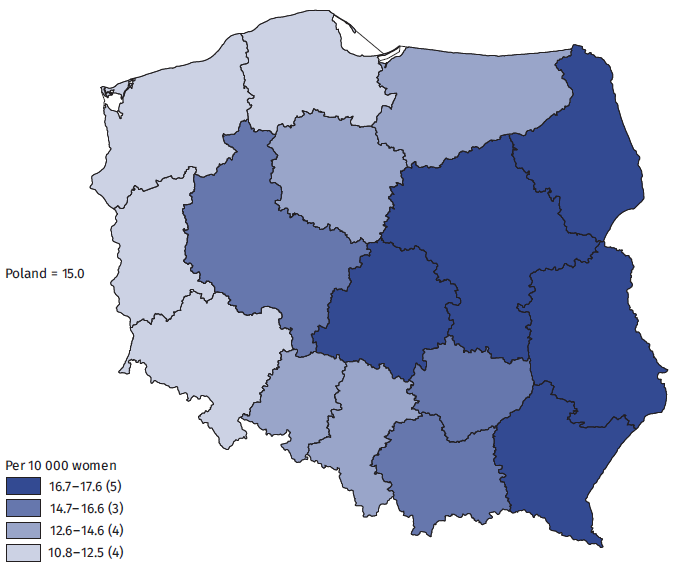 Poland = 15.0
Per 10 000 women
16.7–17.6 (5)
14.7–16.6 (3)
12.6–14.6 (4)
10.8–12.5 (4)